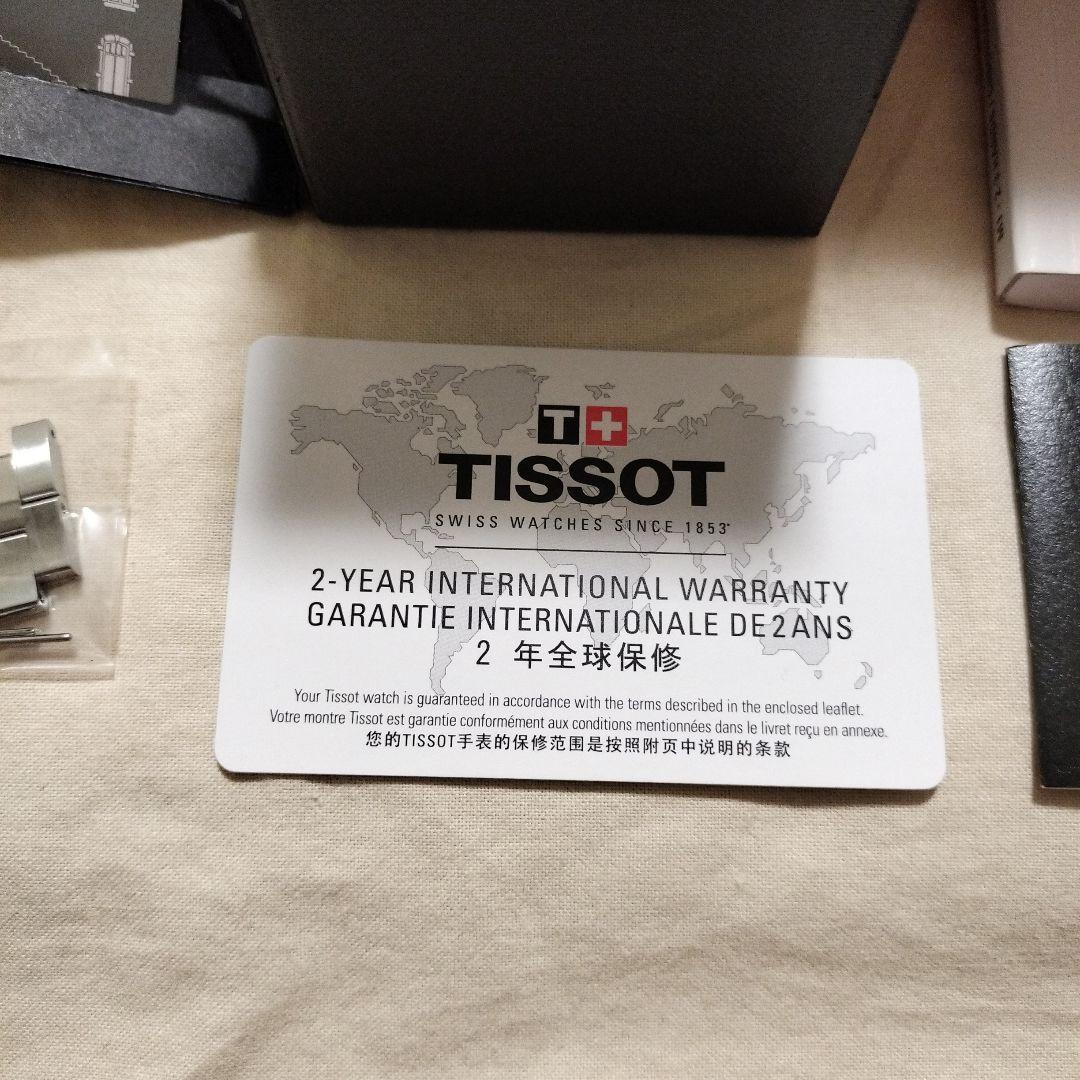 T+
TISSOT
SWISS WATCHES SINCE 1853
2-YEAR INTERNATIONAL WARRANTY
GARANTIE INTERNATIONALE DE 2 ANS
2 年全球保修
Your Tissot watch is guaranteed in accordance with the terms described in the enclosed leaflet.
Votre montre Tissot est garantie conformément aux conditions mentionnées dans le livret reçu en annexe.
您的TISSOT手表的保修范围是按照附页中说明的条款